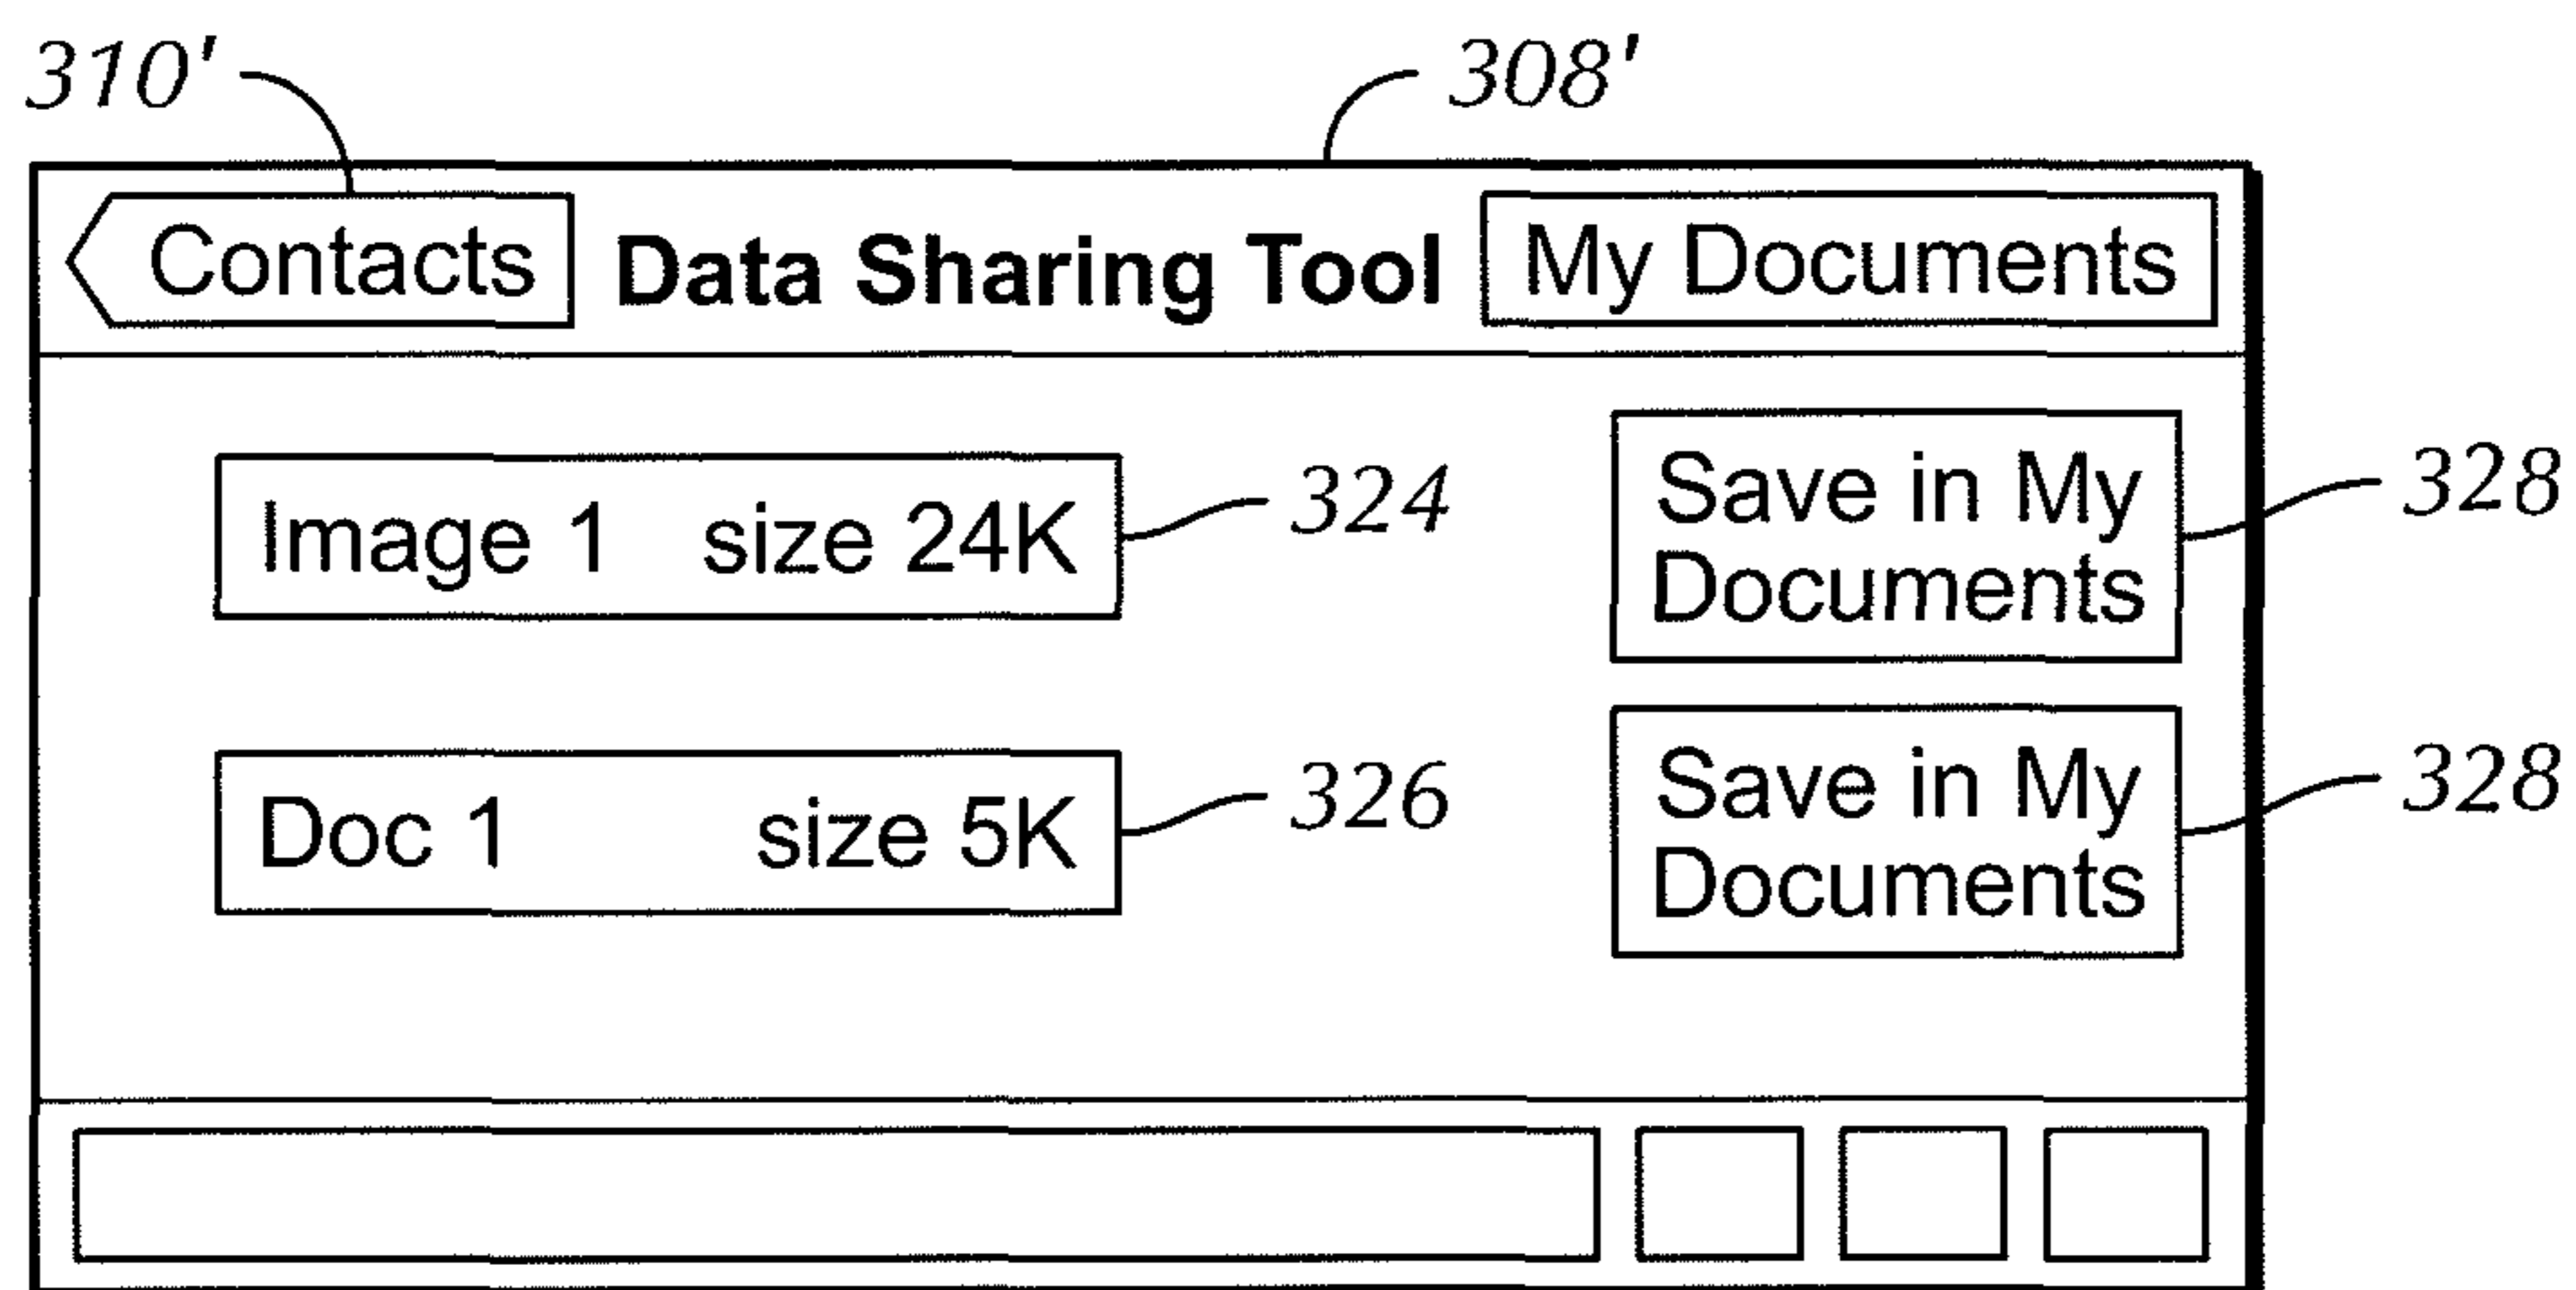 310' 308'
Contacts Data Sharing Tool My Documents
Image 1 size 24K 324
Save in My
Documents
328
Doc 1 size 5K 326
Save in My
Documents
328